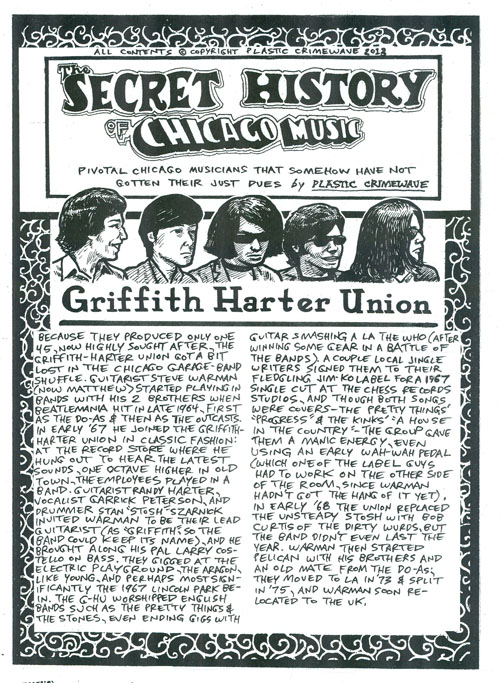 ALL CONTENTS © COPYRIGHT PLASTIC CRIMEWAVE 2012
The
SECRET HISTORY
OF CHICAGO MUSIC
PIVOTAL CHICAGO MUSICIANS THAT SOMEHOW HAVE NOT
GOTTEN THEIR JUST DUES by PLASTIC CRIMEWAVE
Griffith Harter Union
BECAUSE THEY PRODUCED ONLY ONE
45, NOW HIGHLY SOUGHT AFTER, THE
GRIFFITH-HARTER UNION GOT A BIT
LOST IN THE CHICAGO GARAGE-BAND
SHUFFLE. GUITARIST STEVE WARMAN
(NOW MATTHEW) STARTED PLAYING IN
BANDS WITH HIS 2 BROTHERS WHEN
BEATLEMANIA HIT IN LATE 1964, FIRST
AS THE DO-AS & THEN AS THE OUTCASTS.
IN EARLY '67 HE JOINED THE GRIFFITH-
HARTER UNION IN CLASSIC FASHION:
AT THE RECORD STORE WHERE HE
HUNG OUT TO HEAR THE LATEST
SOUNDS, ONE OCTAVE HIGHER IN OLD
TOWN, THE EMPLOYEES PLAYED IN A
BAND. GUITARIST RANDY HARTER,
VOCALIST GARRICK PETERSON, AND
DRUMMER STAN 'STOSH' SZARNICK
INVITED WARMAN TO BE THEIR LEAD
GUITARIST (AS 'GRIFFITH', SO THE
BAND COULD KEEP ITS NAME), AND HE
BROUGHT ALONG HIS PAL LARRY COS-
TELLO ON BASS. THEY GIGGED AT THE
ELECTRIC PLAYGROUND, THE ARAGON,
LIKE YOUNG, AND PERHAPS MOST SIGN-
IFICANTLY THE 1967 LINCOLN PARK BE-
IN. THE G-HU WORSHIPPED ENGLISH
BANDS SUCH AS THE PRETTY THINGS &
THE STONES, EVEN ENDING GIGS WITH
GUITAR SMASHING A LA THE WHO (AFTER
WINNING SOME GEAR IN A BATTLE OF
THE BANDS). A COUPLE LOCAL JINGLE
WRITERS SIGNED THEM TO THEIR
FLEDGLING JIM-KO LABEL FOR A 1967
SINGLE CUT AT THE CHESS RECORDS
STUDIOS, AND THOUGH BOTH SONGS
WERE COVERS—THE PRETTY THINGS'
'PROGRESS' & THE KINKS' 'A HOUSE
IN THE COUNTRY'—THE GROUP GAVE
THEM A MANIC ENERGY, EVEN
USING AN EARLY WAH-WAH PEDAL
(WHICH ONE OF THE LABEL GUYS
HAD TO WORK ON THE OTHER SIDE
OF THE ROOM, SINCE WARMAN
HADN'T GOT THE HANG OF IT YET).
IN EARLY '68 THE UNION REPLACED
THE UNSTEADY STOSH WITH BOB
CURTIS OF THE DIRTY WURDS, BUT
THE BAND DIDN'T EVEN LAST THE
YEAR. WARMAN THEN STARTED
PELICAN WITH HIS BROTHERS AND
AN OLD MATE FROM THE DO-AS;
THEY MOVED TO LA IN '73 & SPLIT
IN '75, AND WARMAN SOON RE-
LOCATED TO THE UK.